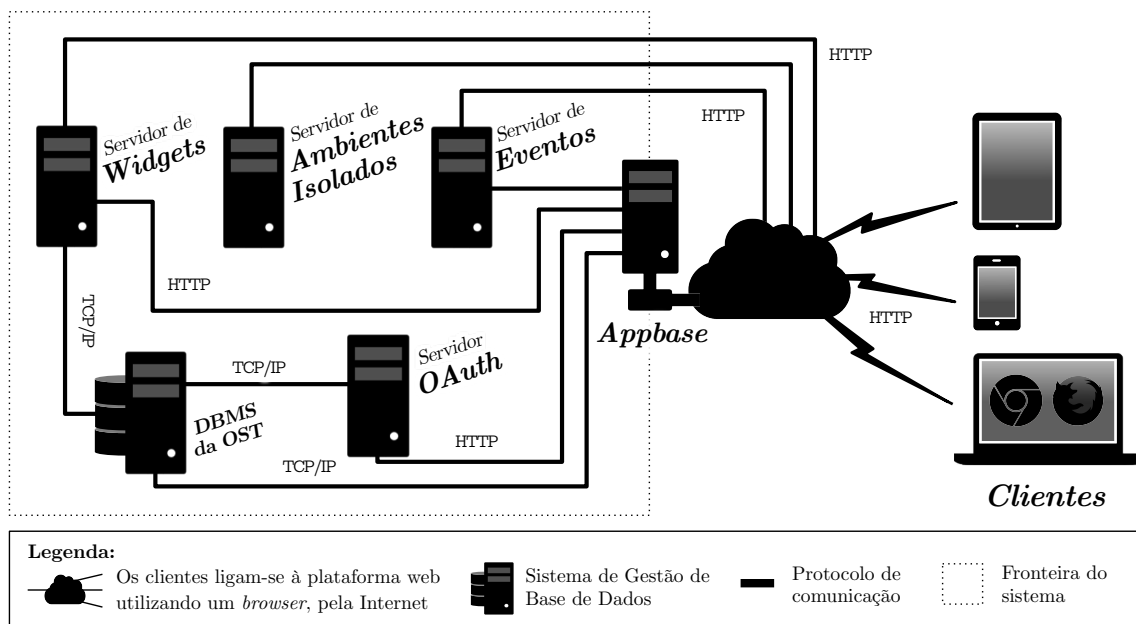 HTTP
HTTP
Servidor de
Widgets
Servidor de
Ambientes
Isolados
Servidor de
Eventos
HTTP
TCP/IP
Appbase
HTTP
Servidor
OAuth
TCP/IP
DBMS
da OST
HTTP
TCP/IP
Clientes
Legenda:
Os clientes ligam-se à plataforma web
utilizando um browser, pela Internet
Sistema de Gestão de
Base de Dados
Protocolo de
comunicação
Fronteira do
sistema